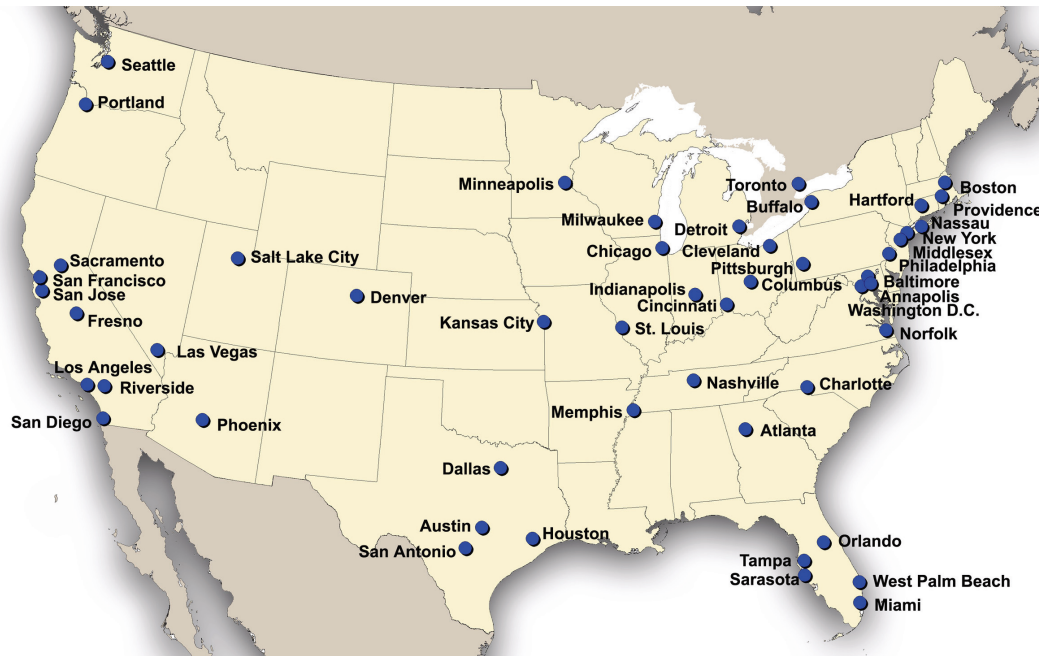 Seattle
Portland
Minneapolis
Toronto
Boston
Buffalo
Hartford
Providence
Milwaukee
Detroit
Nassau
New York
Chicago
Cleveland
Middlesex
Sacramento
Salt Lake City
Pittsburgh
Philadelphia
San Francisco
Columbus
Baltimore
San Jose
Denver
Indianapolis
Annapolis
Cincinnati
Washington D.C.
Fresno
Kansas City
St. Louis
Norfolk
Las Vegas
Los Angeles
Riverside
Nashville
Charlotte
San Diego
Phoenix
Memphis
Atlanta
Dallas
Austin
Houston
San Antonio
Orlando
Tampa
Sarasota
West Palm Beach
Miami